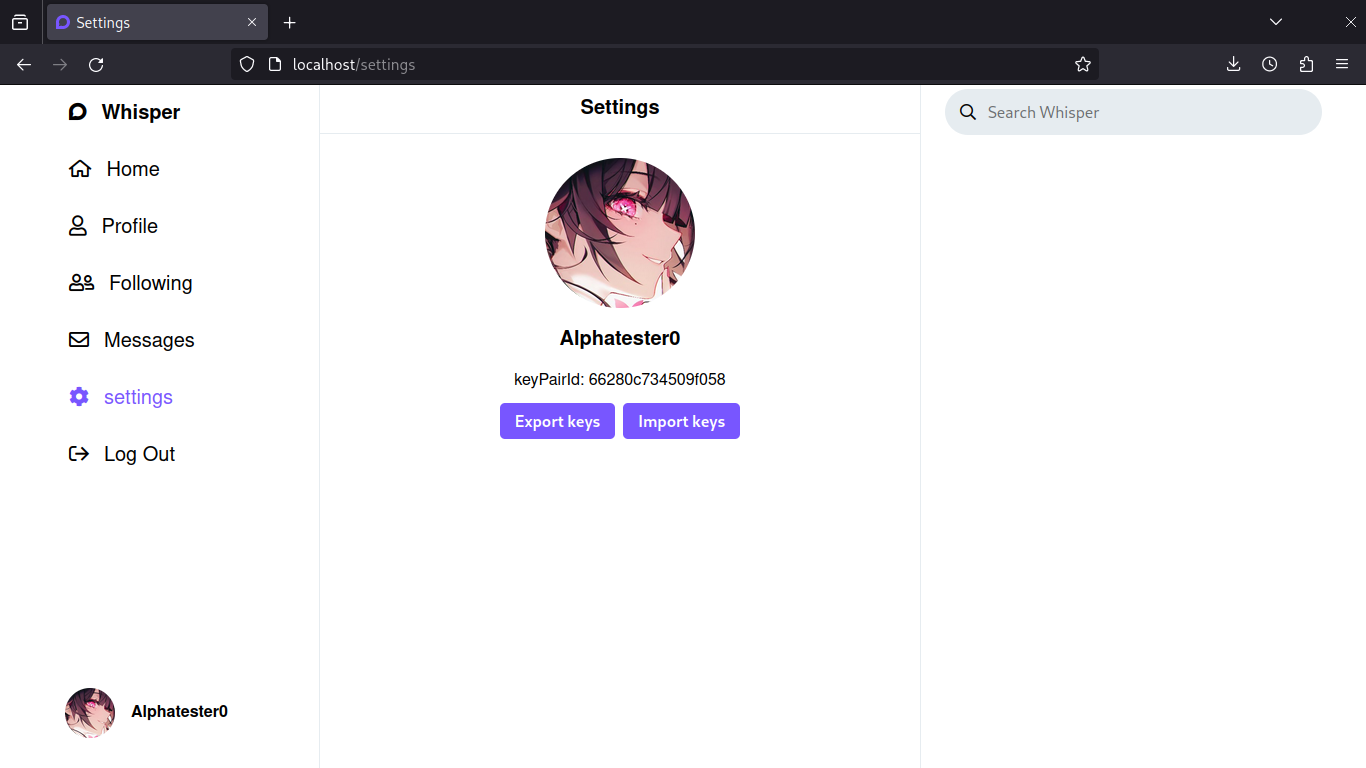 Settings
localhost/settings
Whisper
Home
Profile
Following
Messages
settings
Log Out
Alphatester0
Settings
Alphatester0
keyPairId: 66280c734509f058
Export keys Import keys
Search Whisper